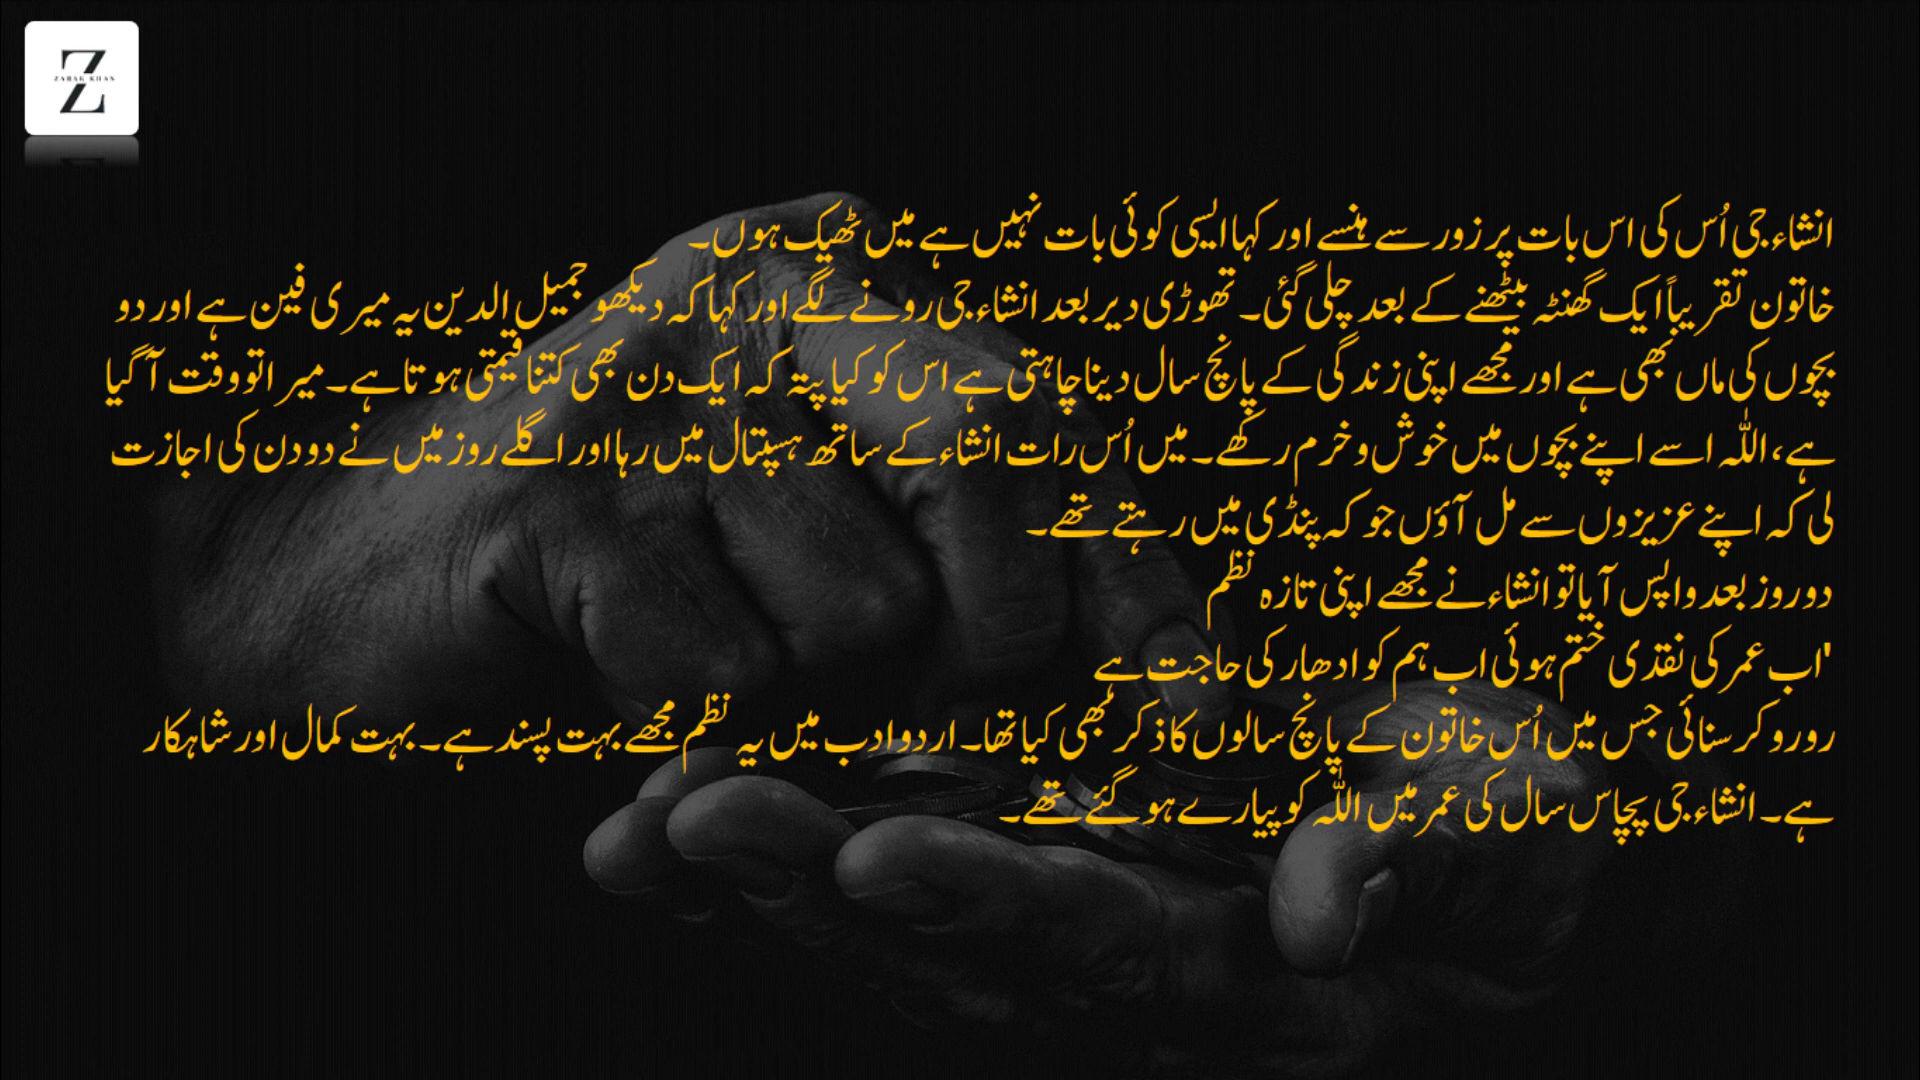 Z
ZARAK KHAN
انشاء جی اُس کی اس بات پر زور سے ہنسے اور کہا ایسی کوئی بات نہیں ہے میں ٹھیک ہوں۔
خاتون تقریباً ایک گھنٹہ بیٹھنے کے بعد چلی گئی۔ تھوڑی دیر بعد انشاء جی رونے لگے اور کہا کہ دیکھو جمیل الدین یہ میری فین ہے اور دو
بچوں کی ماں بھی ہے اور مجھے اپنی زندگی کے پانچ سال دینا چاہتی ہے اس کو کیا پتہ کہ ایک دن بھی کتنا قیمتی ہوتا ہے۔ میرا تو وقت آ گیا
ہے، اللہ اسے اپنے بچوں میں خوش و خرم رکھے۔ میں اُس رات انشاء کے ساتھ ہسپتال میں رہا اور اگلے روز میں نے دو دن کی اجازت
لی کہ اپنے عزیزوں سے مل آؤں جو کہ پنڈی میں رہتے تھے۔
دو روز بعد واپس آیا تو انشاء نے مجھے اپنی تازہ نظم
'اب عمر کی نقدی ختم ہوئی اب ہم کو ادھار کی حاجت ہے
رو رو کر سنائی جس میں اُس خاتون کے پانچ سالوں کا ذکر بھی کیا تھا۔ اردو ادب میں یہ نظم مجھے بہت پسند ہے۔ بہت کمال اور شاہکار
ہے۔ انشاء جی پچاس سال کی عمر میں اللہ کو پیارے ہو گئے تھے۔